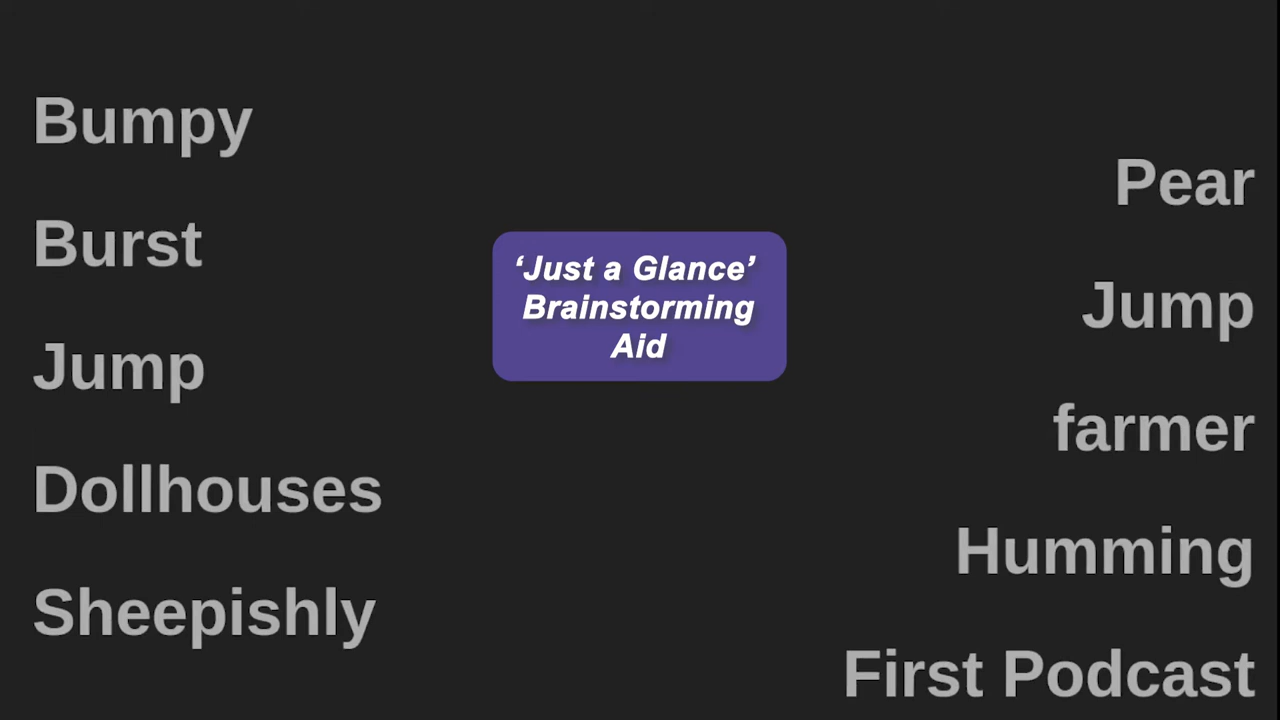 Bumpy
Burst
Jump
Dollhouses
Sheepishly
‘Just a Glance’
Brainstorming
Aid
Pear
Jump
farmer
Humming
First Podcast